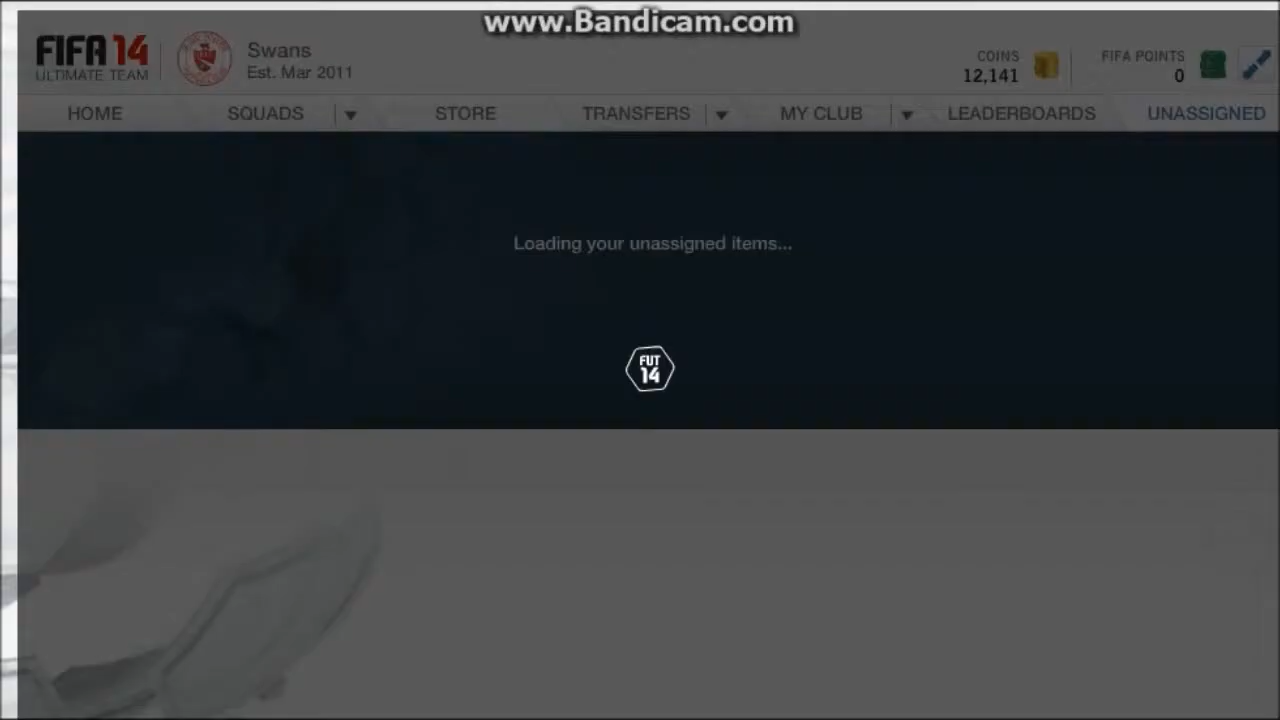 www.Bandicam.com
FIFA 14
ULTIMATE TEAM
Swans
Est. Mar 2011
COINS
12,141
FIFA POINTS
0
HOME
SQUADS
STORE
TRANSFERS
MY CLUB
LEADERBOARDS
UNASSIGNED
Loading your unassigned items...
FUT
14